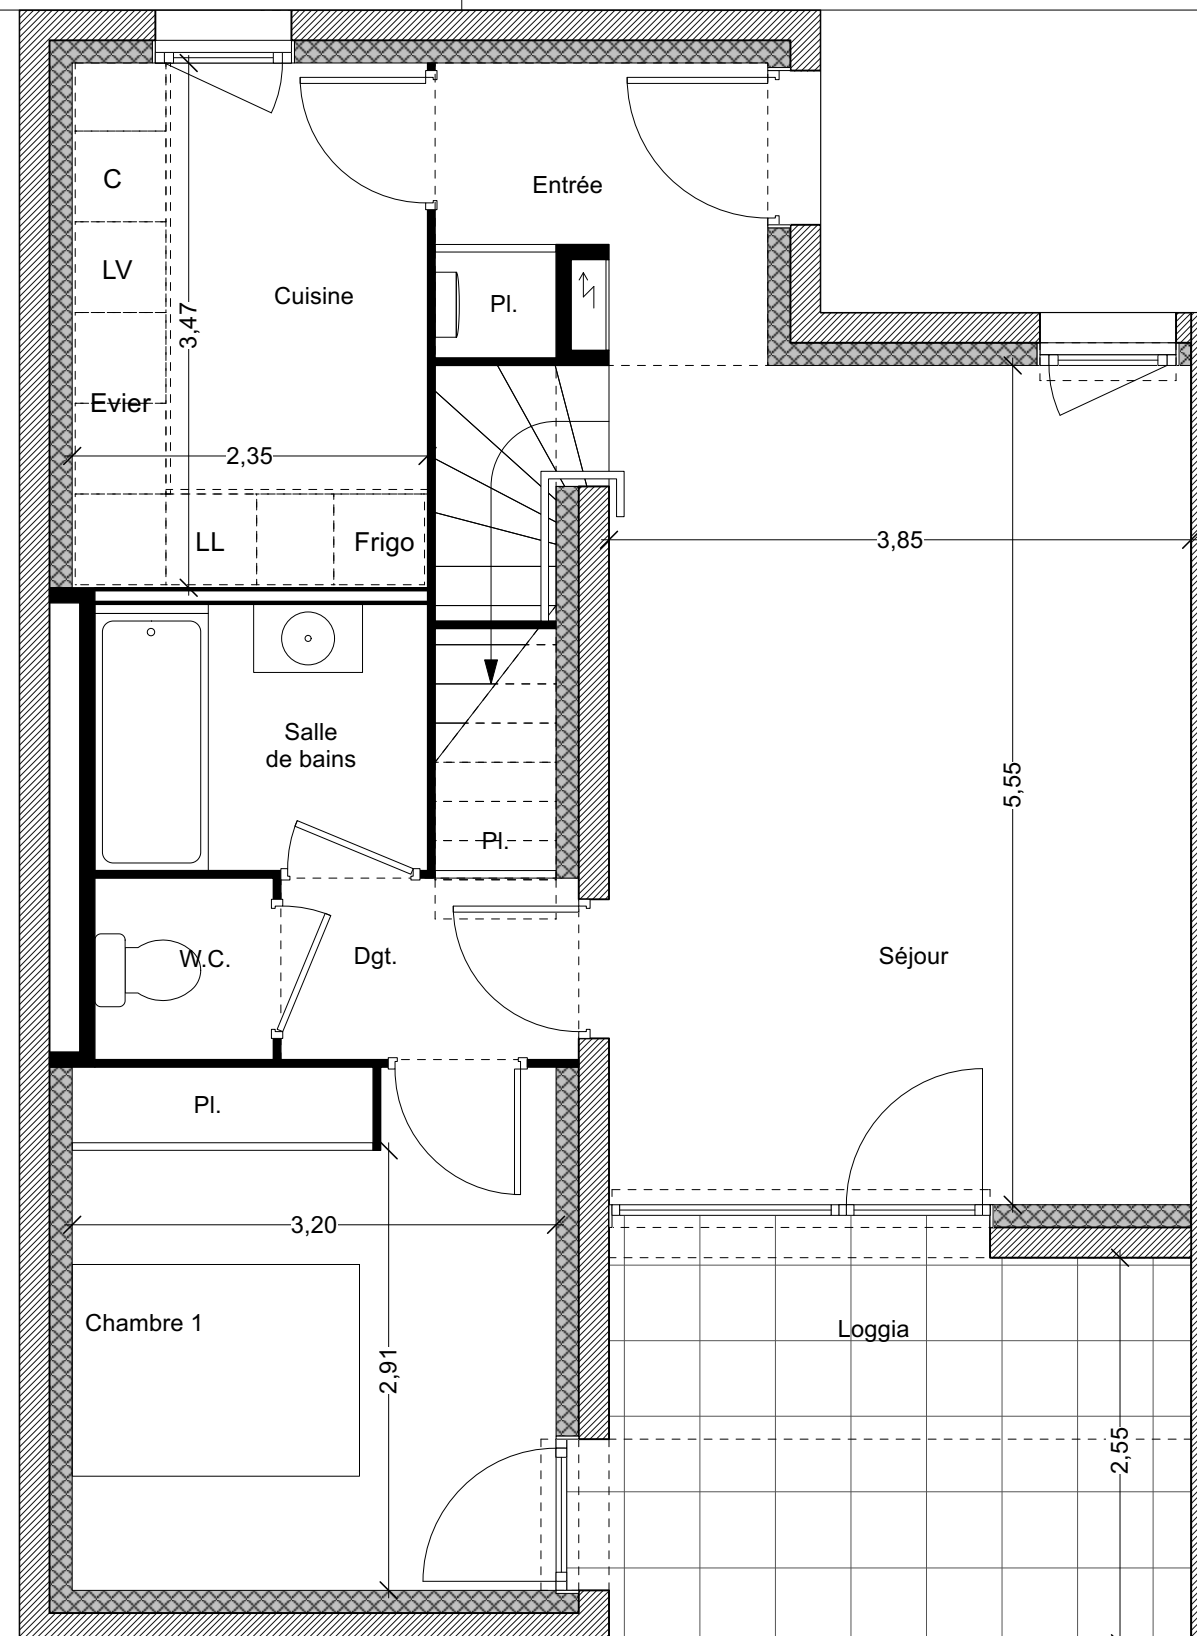 Entrée
C
LV
Cuisine
Pl.
3,47
Evier
2,35
LL
Frigo
3,85
Salle
de bains
5,55
Pl.
W.C.
Dgt.
Séjour
Pl.
3,20
Chambre 1
Loggia
2,91
2,55